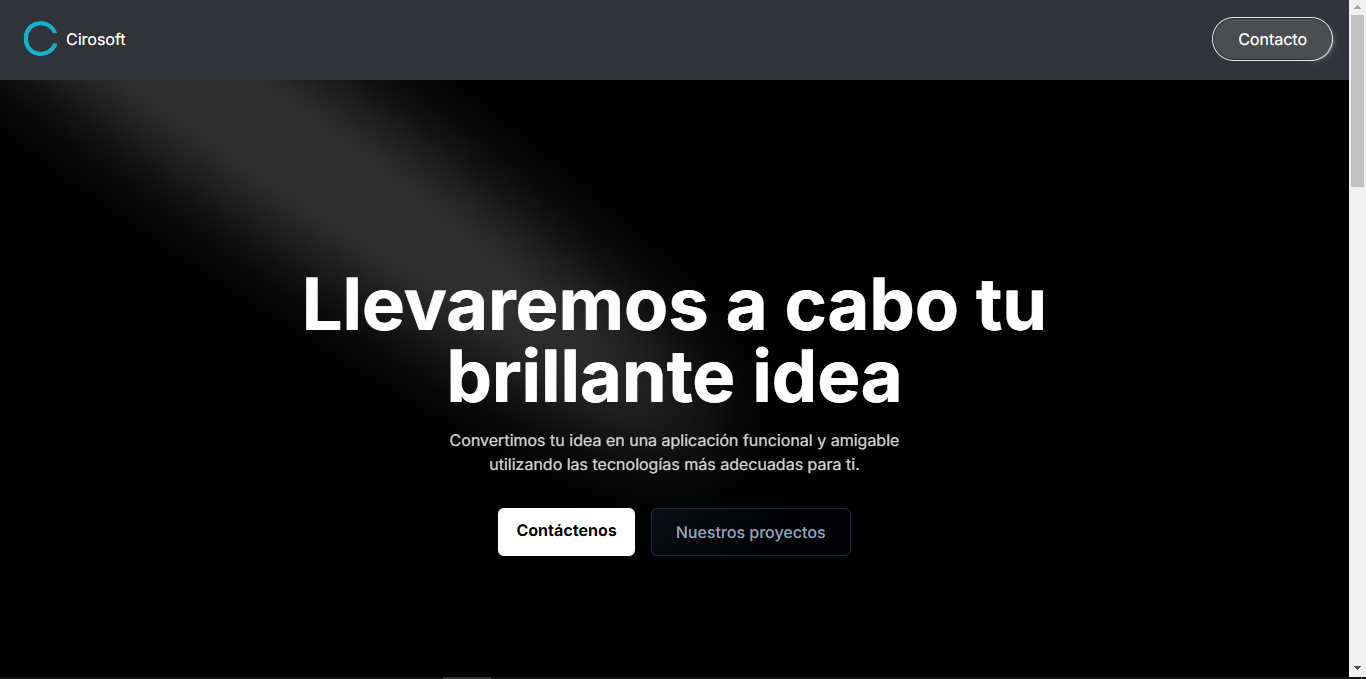 Cirosoft
Contacto
Llevaremos a cabo tu
brillante idea
Convertimos tu idea en una aplicación funcional y amigable
utilizando las tecnologías más adecuadas para ti.
Contáctenos
Nuestros proyectos